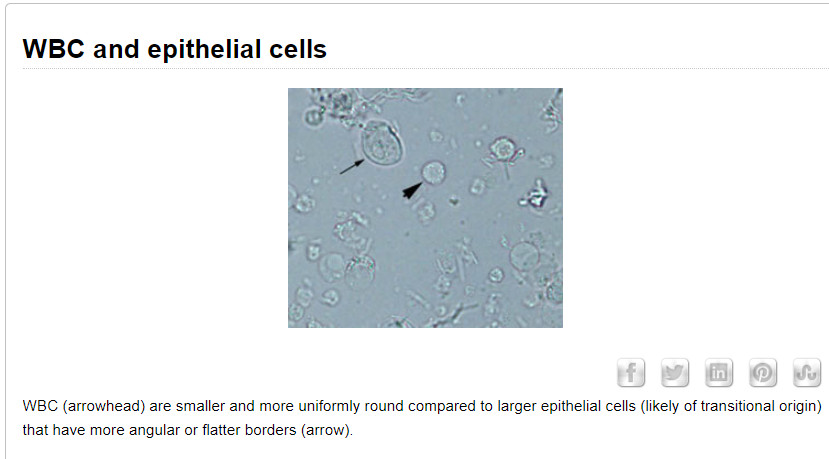 WBC and epithelial cells
WBC (arrowhead) are smaller and more uniformly round compared to larger epithelial cells (likely of transitional origin)
that have more angular or flatter borders (arrow).